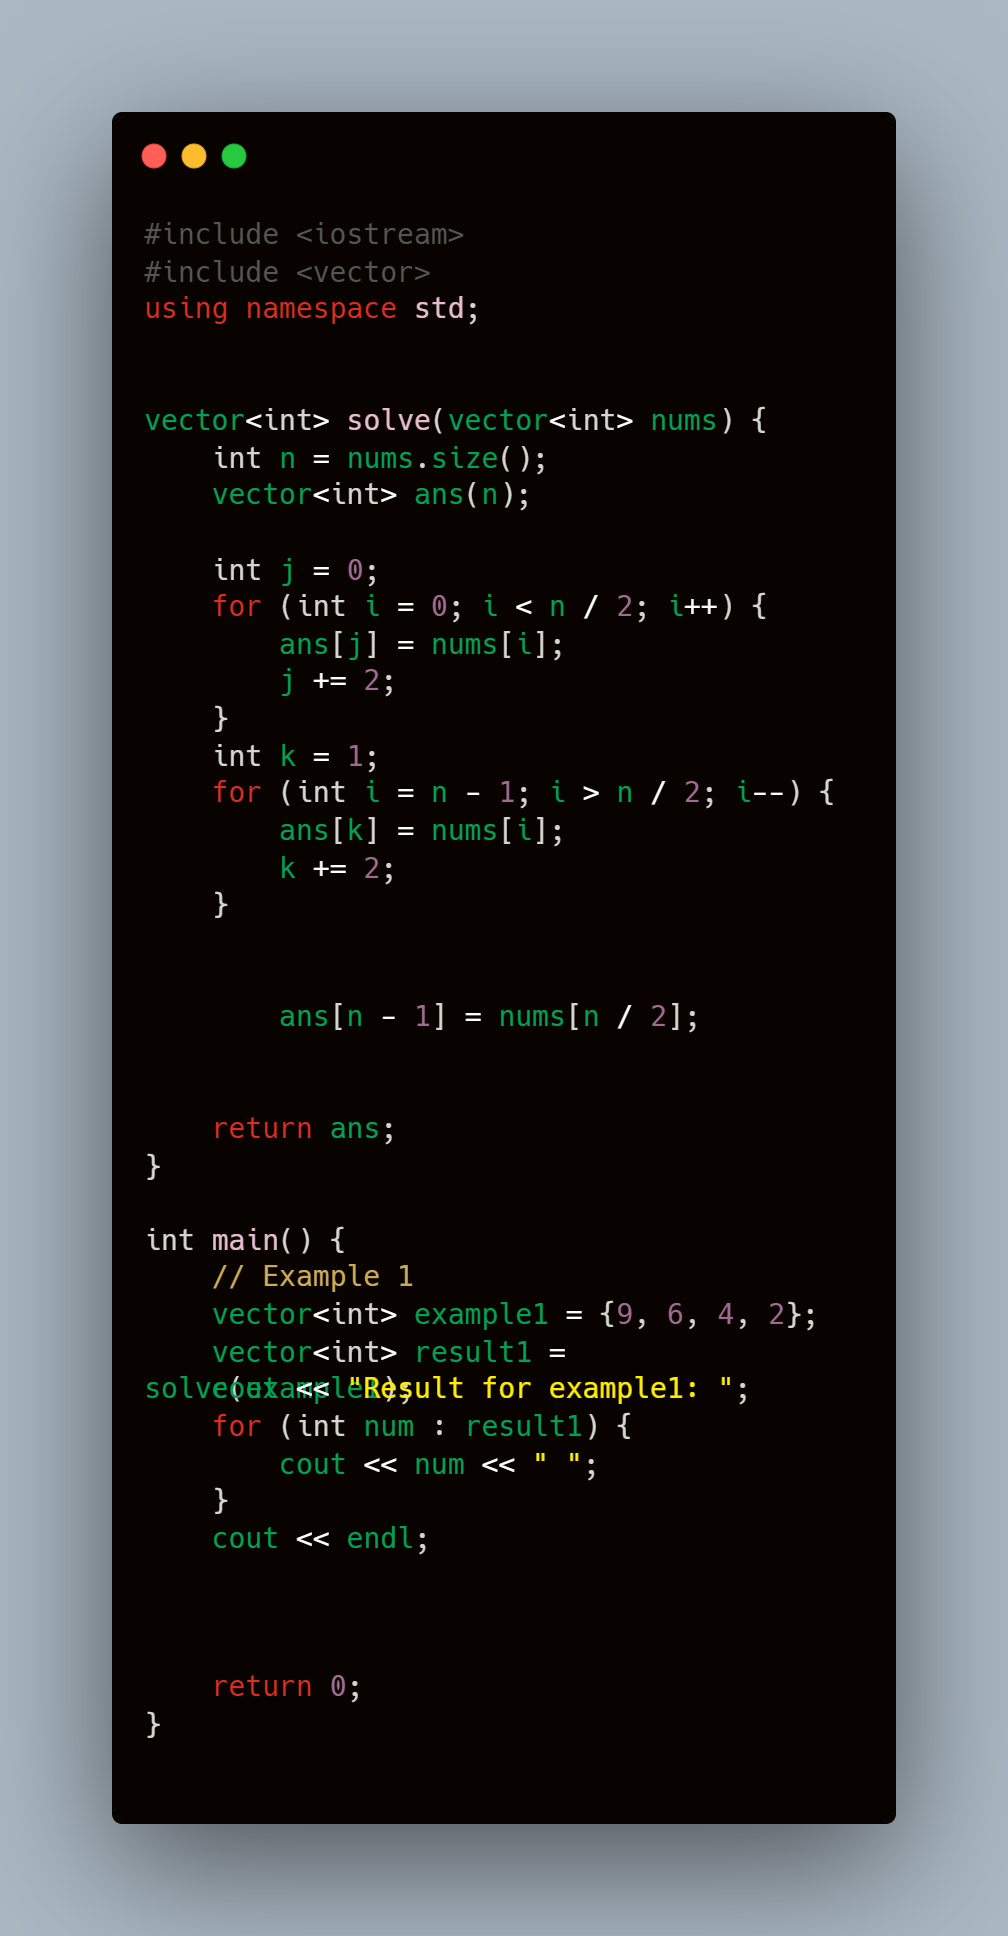 #include <iostream>
#include <vector>
using namespace std;
vector<int> solve(vector<int> nums) {
int n = nums.size();
vector<int> ans(n);
int j = 0;
for (int i = 0; i < n / 2; i++) {
ans[j] = nums[i];
j += 2;
}
int k = 1;
for (int i = n - 1; i > n / 2; i--) {
ans[k] = nums[i];
k += 2;
}
ans[n - 1] = nums[n / 2];
return ans;
}
int main() {
// Example 1
vector<int> example1 = {9, 6, 4, 2};
vector<int> result1 =
solve(example1);
cout << "Result for example1: ";
for (int num : result1) {
cout << num << " ";
}
cout << endl;
return 0;
}